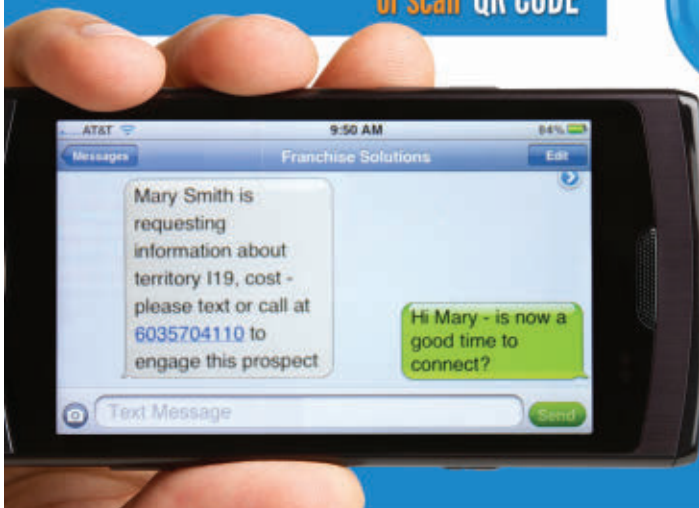 or scan QR CODE
AT&T 9:50 AM 84%
Messages Franchise Solutions Edit
Mary Smith is
requesting
information about
territory I19, cost -
please text or call at
6035704110 to
engage this prospect
Hi Mary - is now a
good time to
connect?
Text Message Send